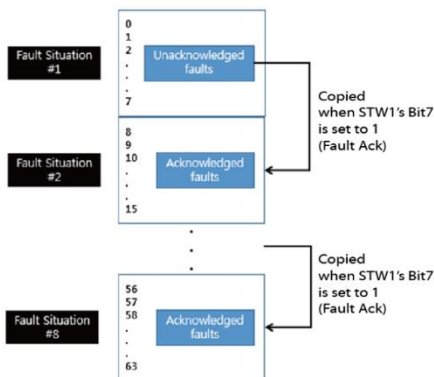 0
1
2
.
.
.
7
Fault Situation
#1
Unacknowledged
faults
Copied
when STW1's Bit7
is set to 1
(Fault Ack)
8
9
10
.
.
.
15
Fault Situation
#2
Acknowledged
faults
.
.
.
Copied
when STW1's Bit7
is set to 1
(Fault Ack)
56
57
58
.
.
.
63
Fault Situation
#8
Acknowledged
faults